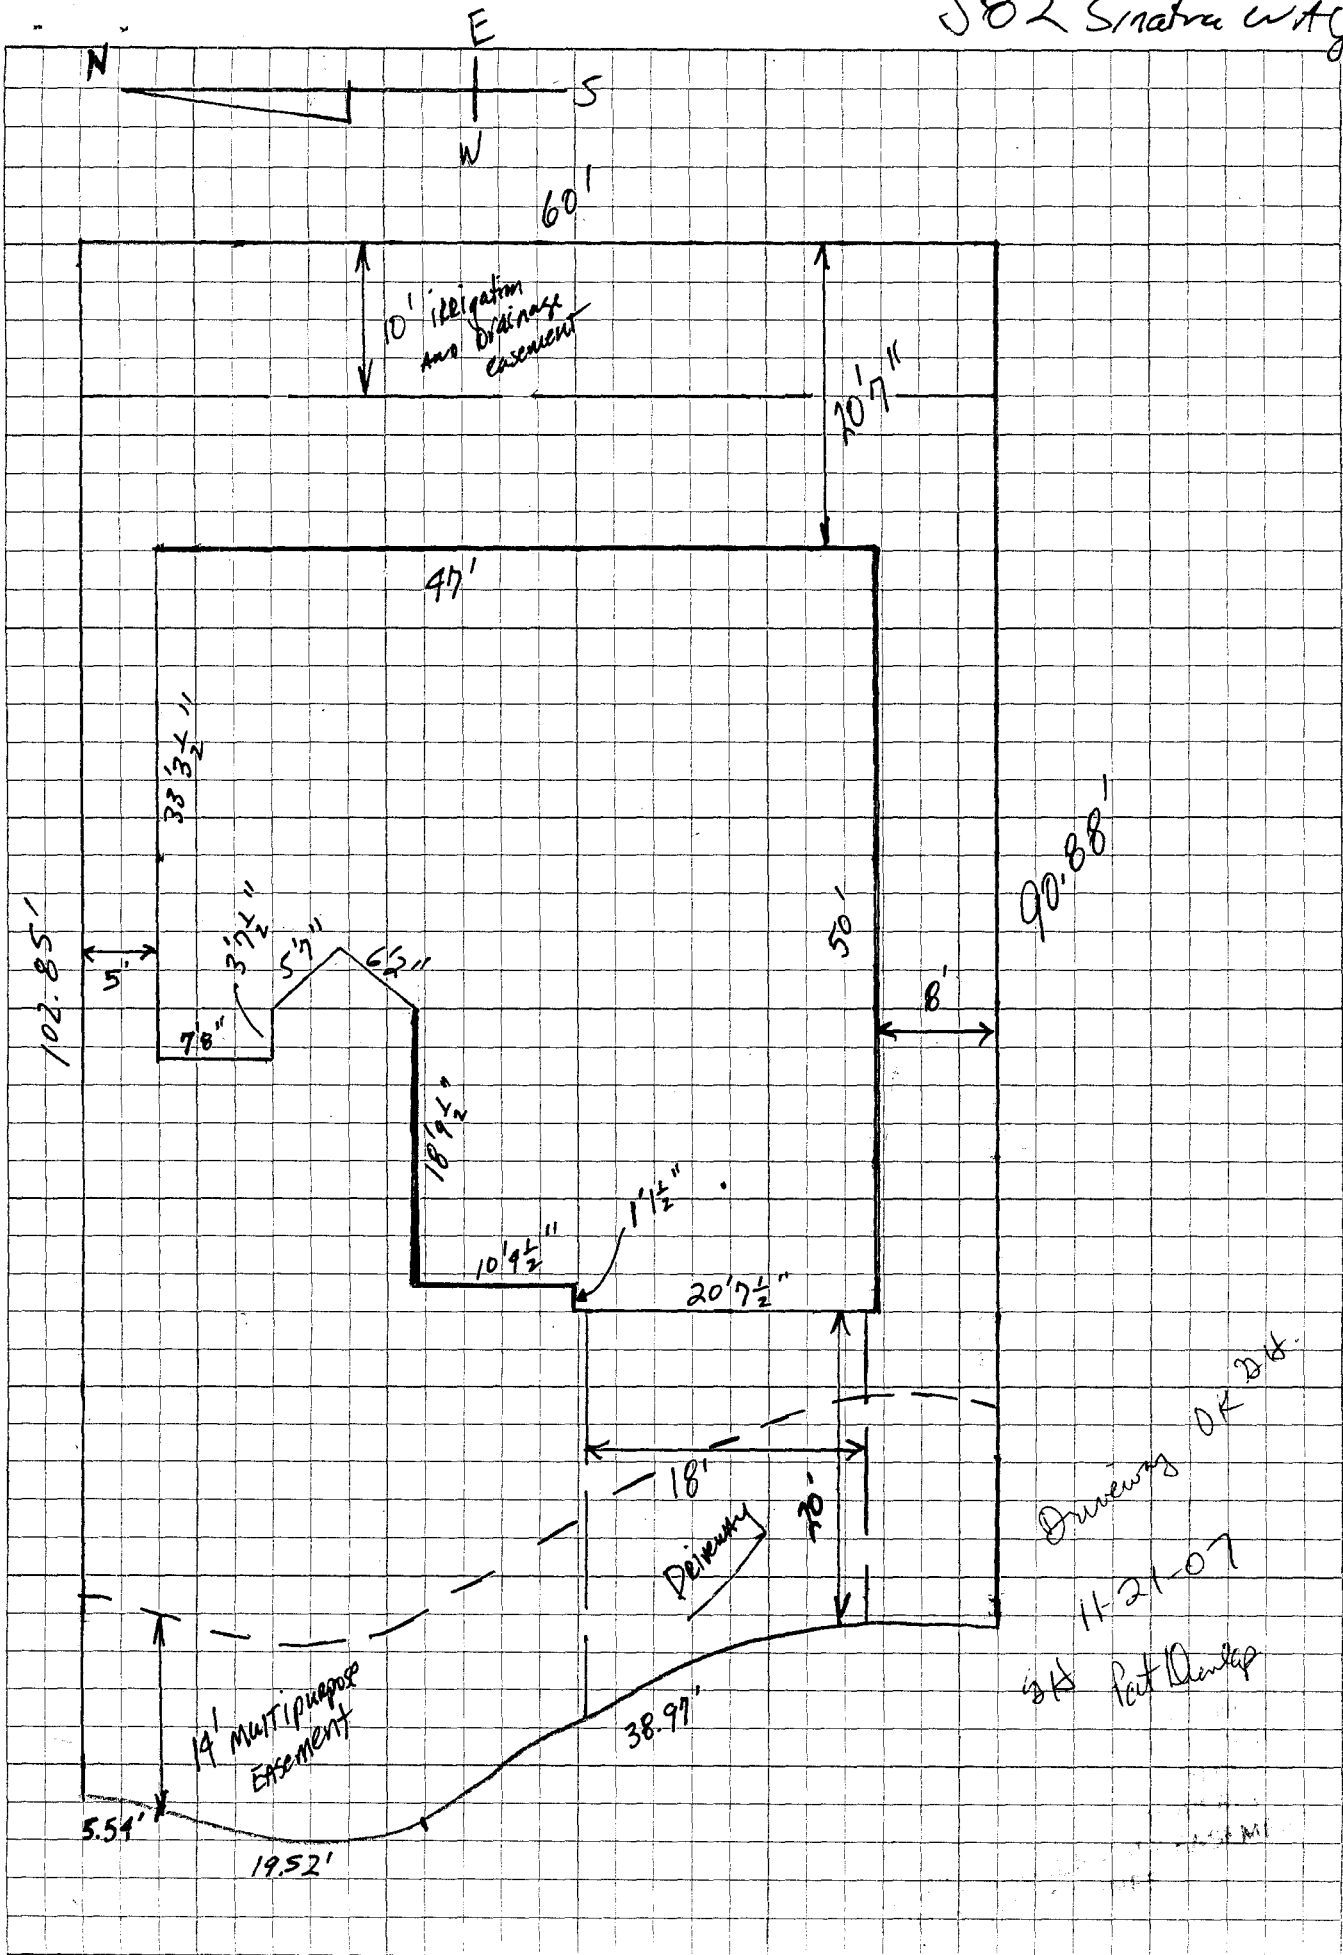 582 Sinatra WAy
E
N
S
W
60'
10' irrigation
AND Drainage
easement
20'7"
47'
33'3½"
102.85'
5'
3'7½"
5'7"
6'2"
7'8"
50'
90.88'
8'
18'9½"
1'1½"
10'9½"
20'7½"
18'
20'
Driveway
14' Multipurpose
EASement
38.97'
5.54'
19.52'
Driveway OK
11-21-07
Pat Dunlap